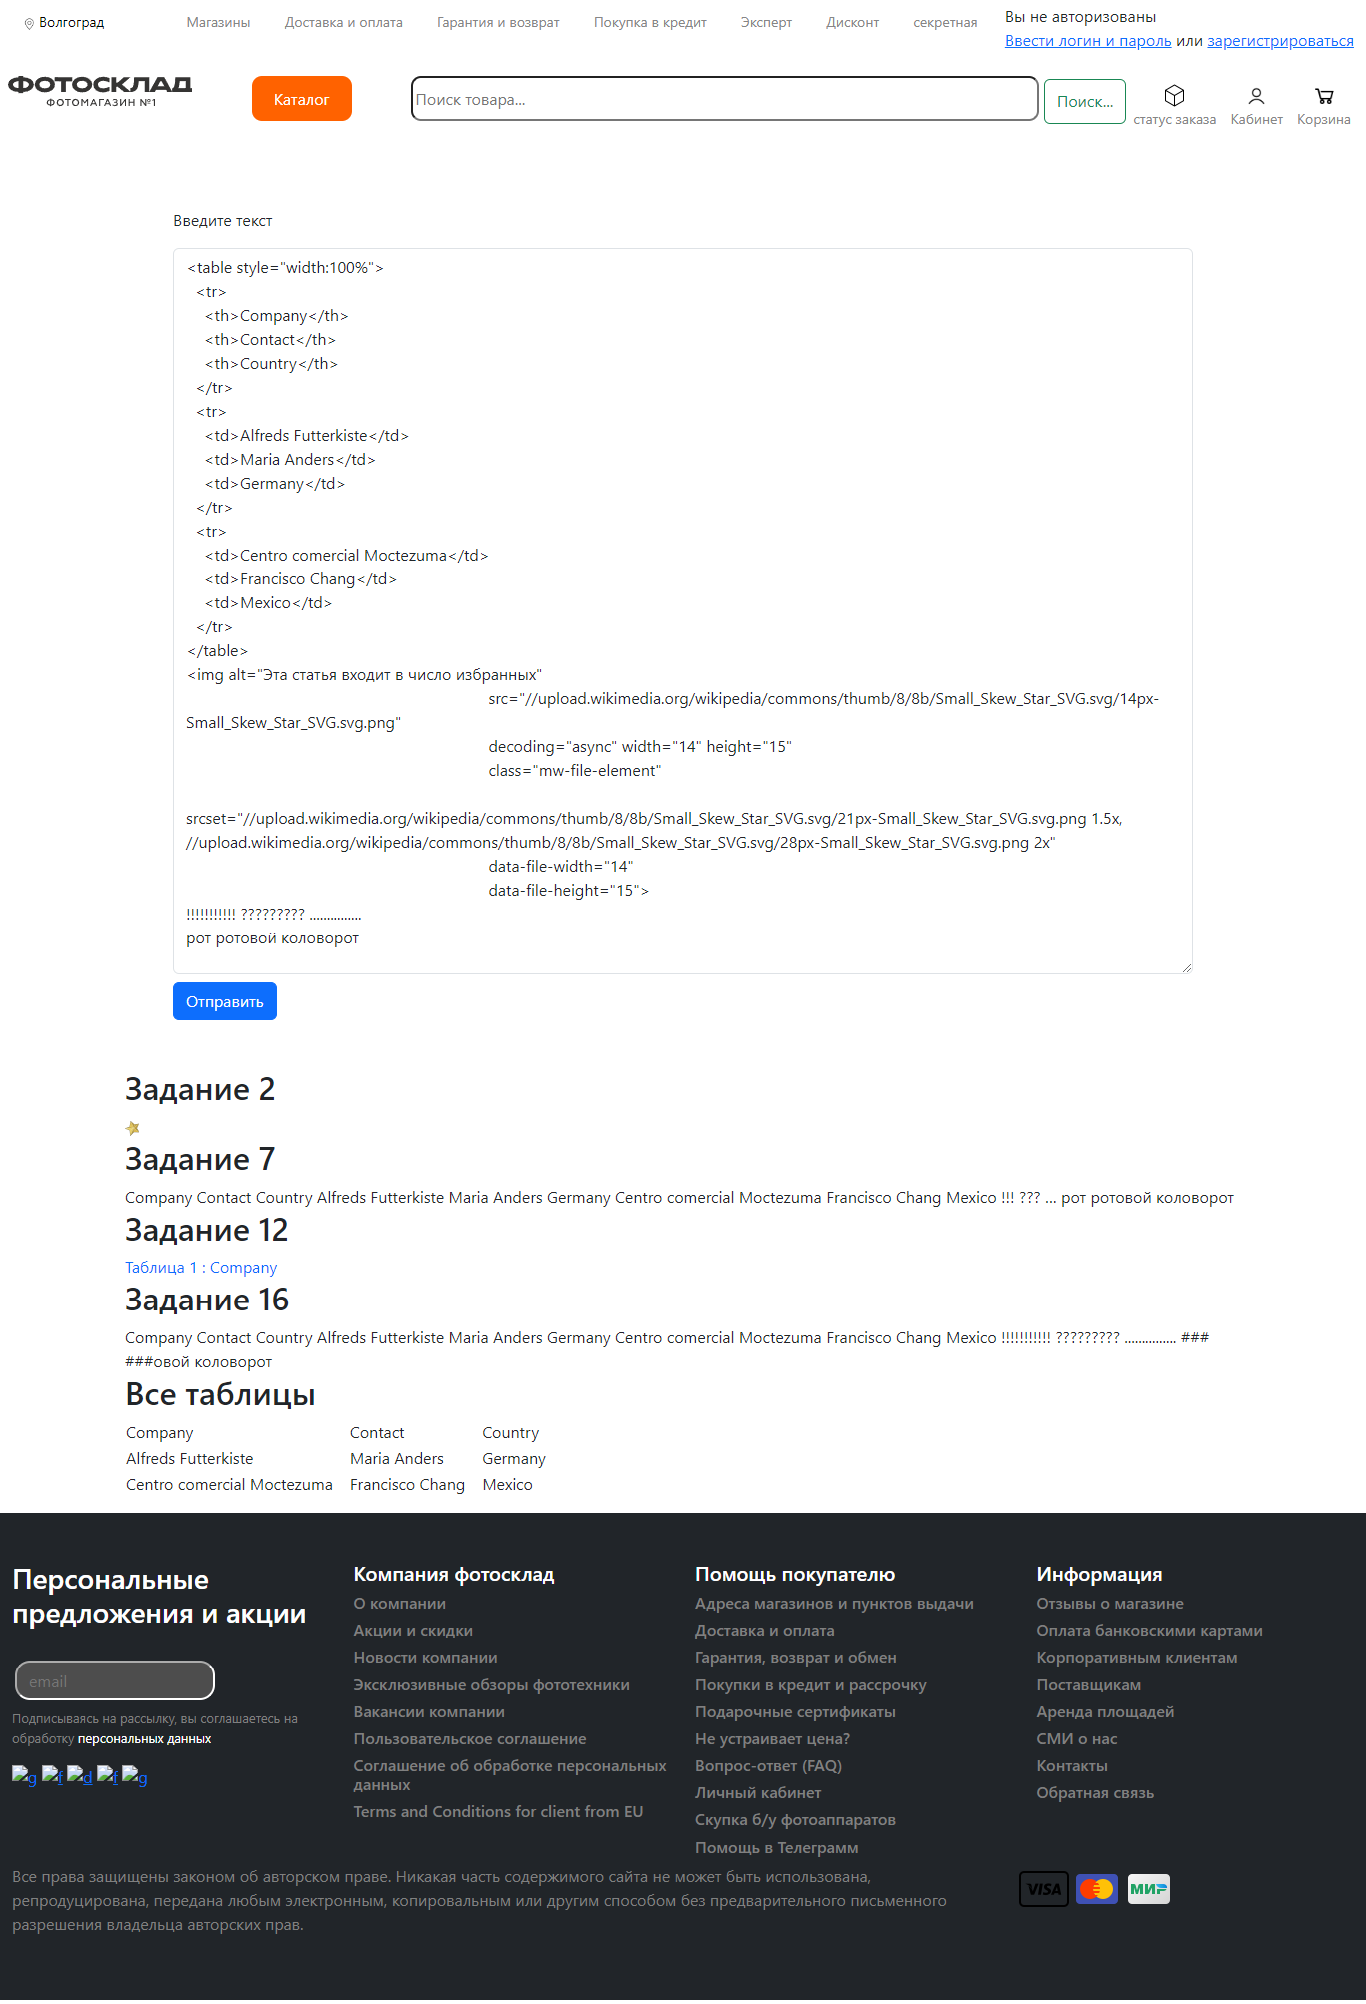 Волгоград
Магазины
Доставка и оплата
Гарантия и возврат
Покупка в кредит
Эксперт
Дисконт
секретная
Вы не авторизованы
Ввести логин и пароль или зарегистрироваться
ФОТОСКЛАД
ФОТОМАГАЗИН №1
Каталог
Поиск товара...
Поиск...
статус заказа
Кабинет
Корзина
Введите текст
<table style="width:100%">
<tr>
<th>Company</th>
<th>Contact</th>
<th>Country</th>
</tr>
<tr>
<td>Alfreds Futterkiste</td>
<td>Maria Anders</td>
<td>Germany</td>
</tr>
<tr>
<td>Centro comercial Moctezuma</td>
<td>Francisco Chang</td>
<td>Mexico</td>
</tr>
</table>
<img alt="Эта статья входит в число избранных"
src="//upload.wikimedia.org/wikipedia/commons/thumb/8/8b/Small_Skew_Star_SVG.svg/14px-
Small_Skew_Star_SVG.svg.png"
decoding="async" width="14" height="15"
class="mw-file-element"
srcset="//upload.wikimedia.org/wikipedia/commons/thumb/8/8b/Small_Skew_Star_SVG.svg/21px-Small_Skew_Star_SVG.svg.png 1.5x,
//upload.wikimedia.org/wikipedia/commons/thumb/8/8b/Small_Skew_Star_SVG.svg/28px-Small_Skew_Star_SVG.svg.png 2x"
data-file-width="14"
data-file-height="15">
!!!!!!!!!!! ????????? ...............
рот ротовой коловорот
Отправить
Задание 2
Задание 7
Company Contact Country Alfreds Futterkiste Maria Anders Germany Centro comercial Moctezuma Francisco Chang Mexico !!! ??? ... рот ротовой коловорот
Задание 12
Таблица 1 : Company
Задание 16
Company Contact Country Alfreds Futterkiste Maria Anders Germany Centro comercial Moctezuma Francisco Chang Mexico !!!!!!!!!!! ????????? ............... ###
###овой коловорот
Все таблицы
Company Contact Country
Alfreds Futterkiste Maria Anders Germany
Centro comercial Moctezuma Francisco Chang Mexico
Персональные
предложения и акции
email
Подписываясь на рассылку, вы соглашаетесь на
обработку персональных данных
g f d f g
Компания фотосклад
О компании
Акции и скидки
Новости компании
Эксклюзивные обзоры фототехники
Вакансии компании
Пользовательское соглашение
Соглашение об обработке персональных
данных
Terms and Conditions for client from EU
Помощь покупателю
Адреса магазинов и пунктов выдачи
Доставка и оплата
Гарантия, возврат и обмен
Покупки в кредит и рассрочку
Подарочные сертификаты
Не устраивает цена?
Вопрос-ответ (FAQ)
Личный кабинет
Скупка б/у фотоаппаратов
Помощь в Телеграмм
Информация
Отзывы о магазине
Оплата банковскими картами
Корпоративным клиентам
Поставщикам
Аренда площадей
СМИ о нас
Контакты
Обратная связь
Все права защищены законом об авторском праве. Никакая часть содержимого сайта не может быть использована,
репродуцирована, передана любым электронным, копировальным или другим способом без предварительного письменного
разрешения владельца авторских прав.
VISA
МИР